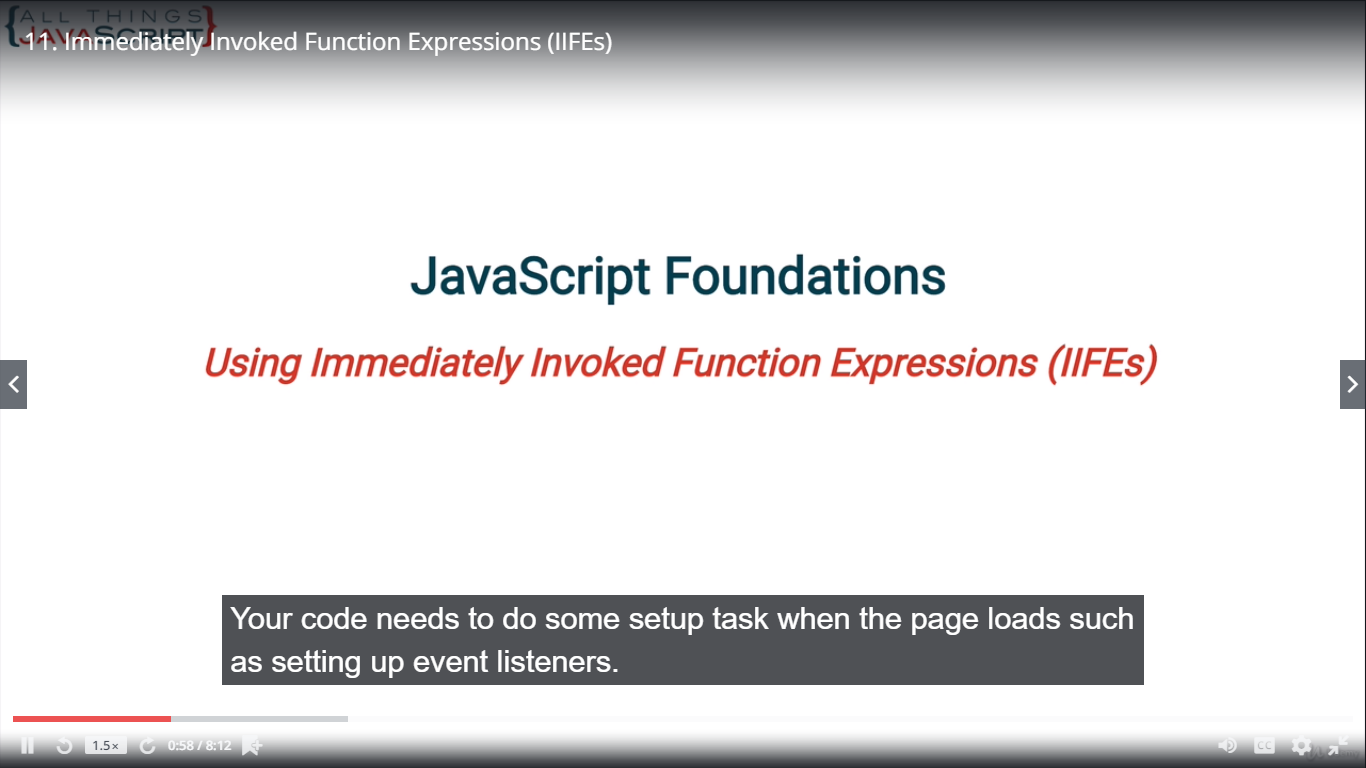 {ALL THINGS
JAVASCRIPT}
11. Immediately Invoked Function Expressions (IIFEs)
JavaScript Foundations
Using Immediately Invoked Function Expressions (IIFEs)
Your code needs to do some setup task when the page loads such
as setting up event listeners.
1.5× 0:58 / 8:12 CC